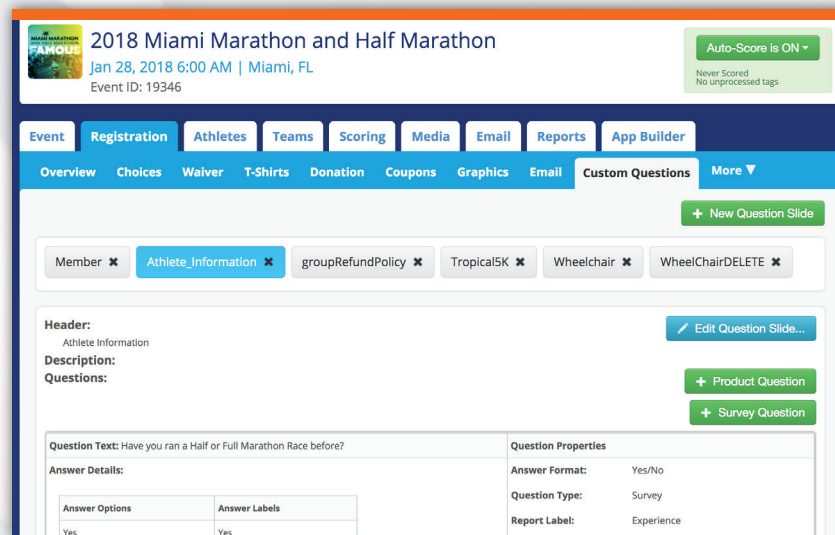 MIAMI MARATHON
FAMOUS
2018 Miami Marathon and Half Marathon
Jan 28, 2018 6:00 AM | Miami, FL
Event ID: 19346
Auto-Score is ON
Never Scored
No unprocessed tags
Event Registration Athletes Teams Scoring Media Email Reports App Builder
Overview Choices Waiver T-Shirts Donation Coupons Graphics Email Custom Questions More
+ New Question Slide
Member ✖ Athlete_Information ✖ groupRefundPolicy ✖ Tropical5K ✖ Wheelchair ✖ WheelChairDELETE ✖
Header:
Edit Question Slide...
Athlete Information
Description:
Questions:
+ Product Question
+ Survey Question
Question Text: Have you ran a Half or Full Marathon Race before? Question Properties
Answer Details: Answer Format: Yes/No
Question Type: Survey
Answer Options Answer Labels
Report Label: Experience
Yes Yes